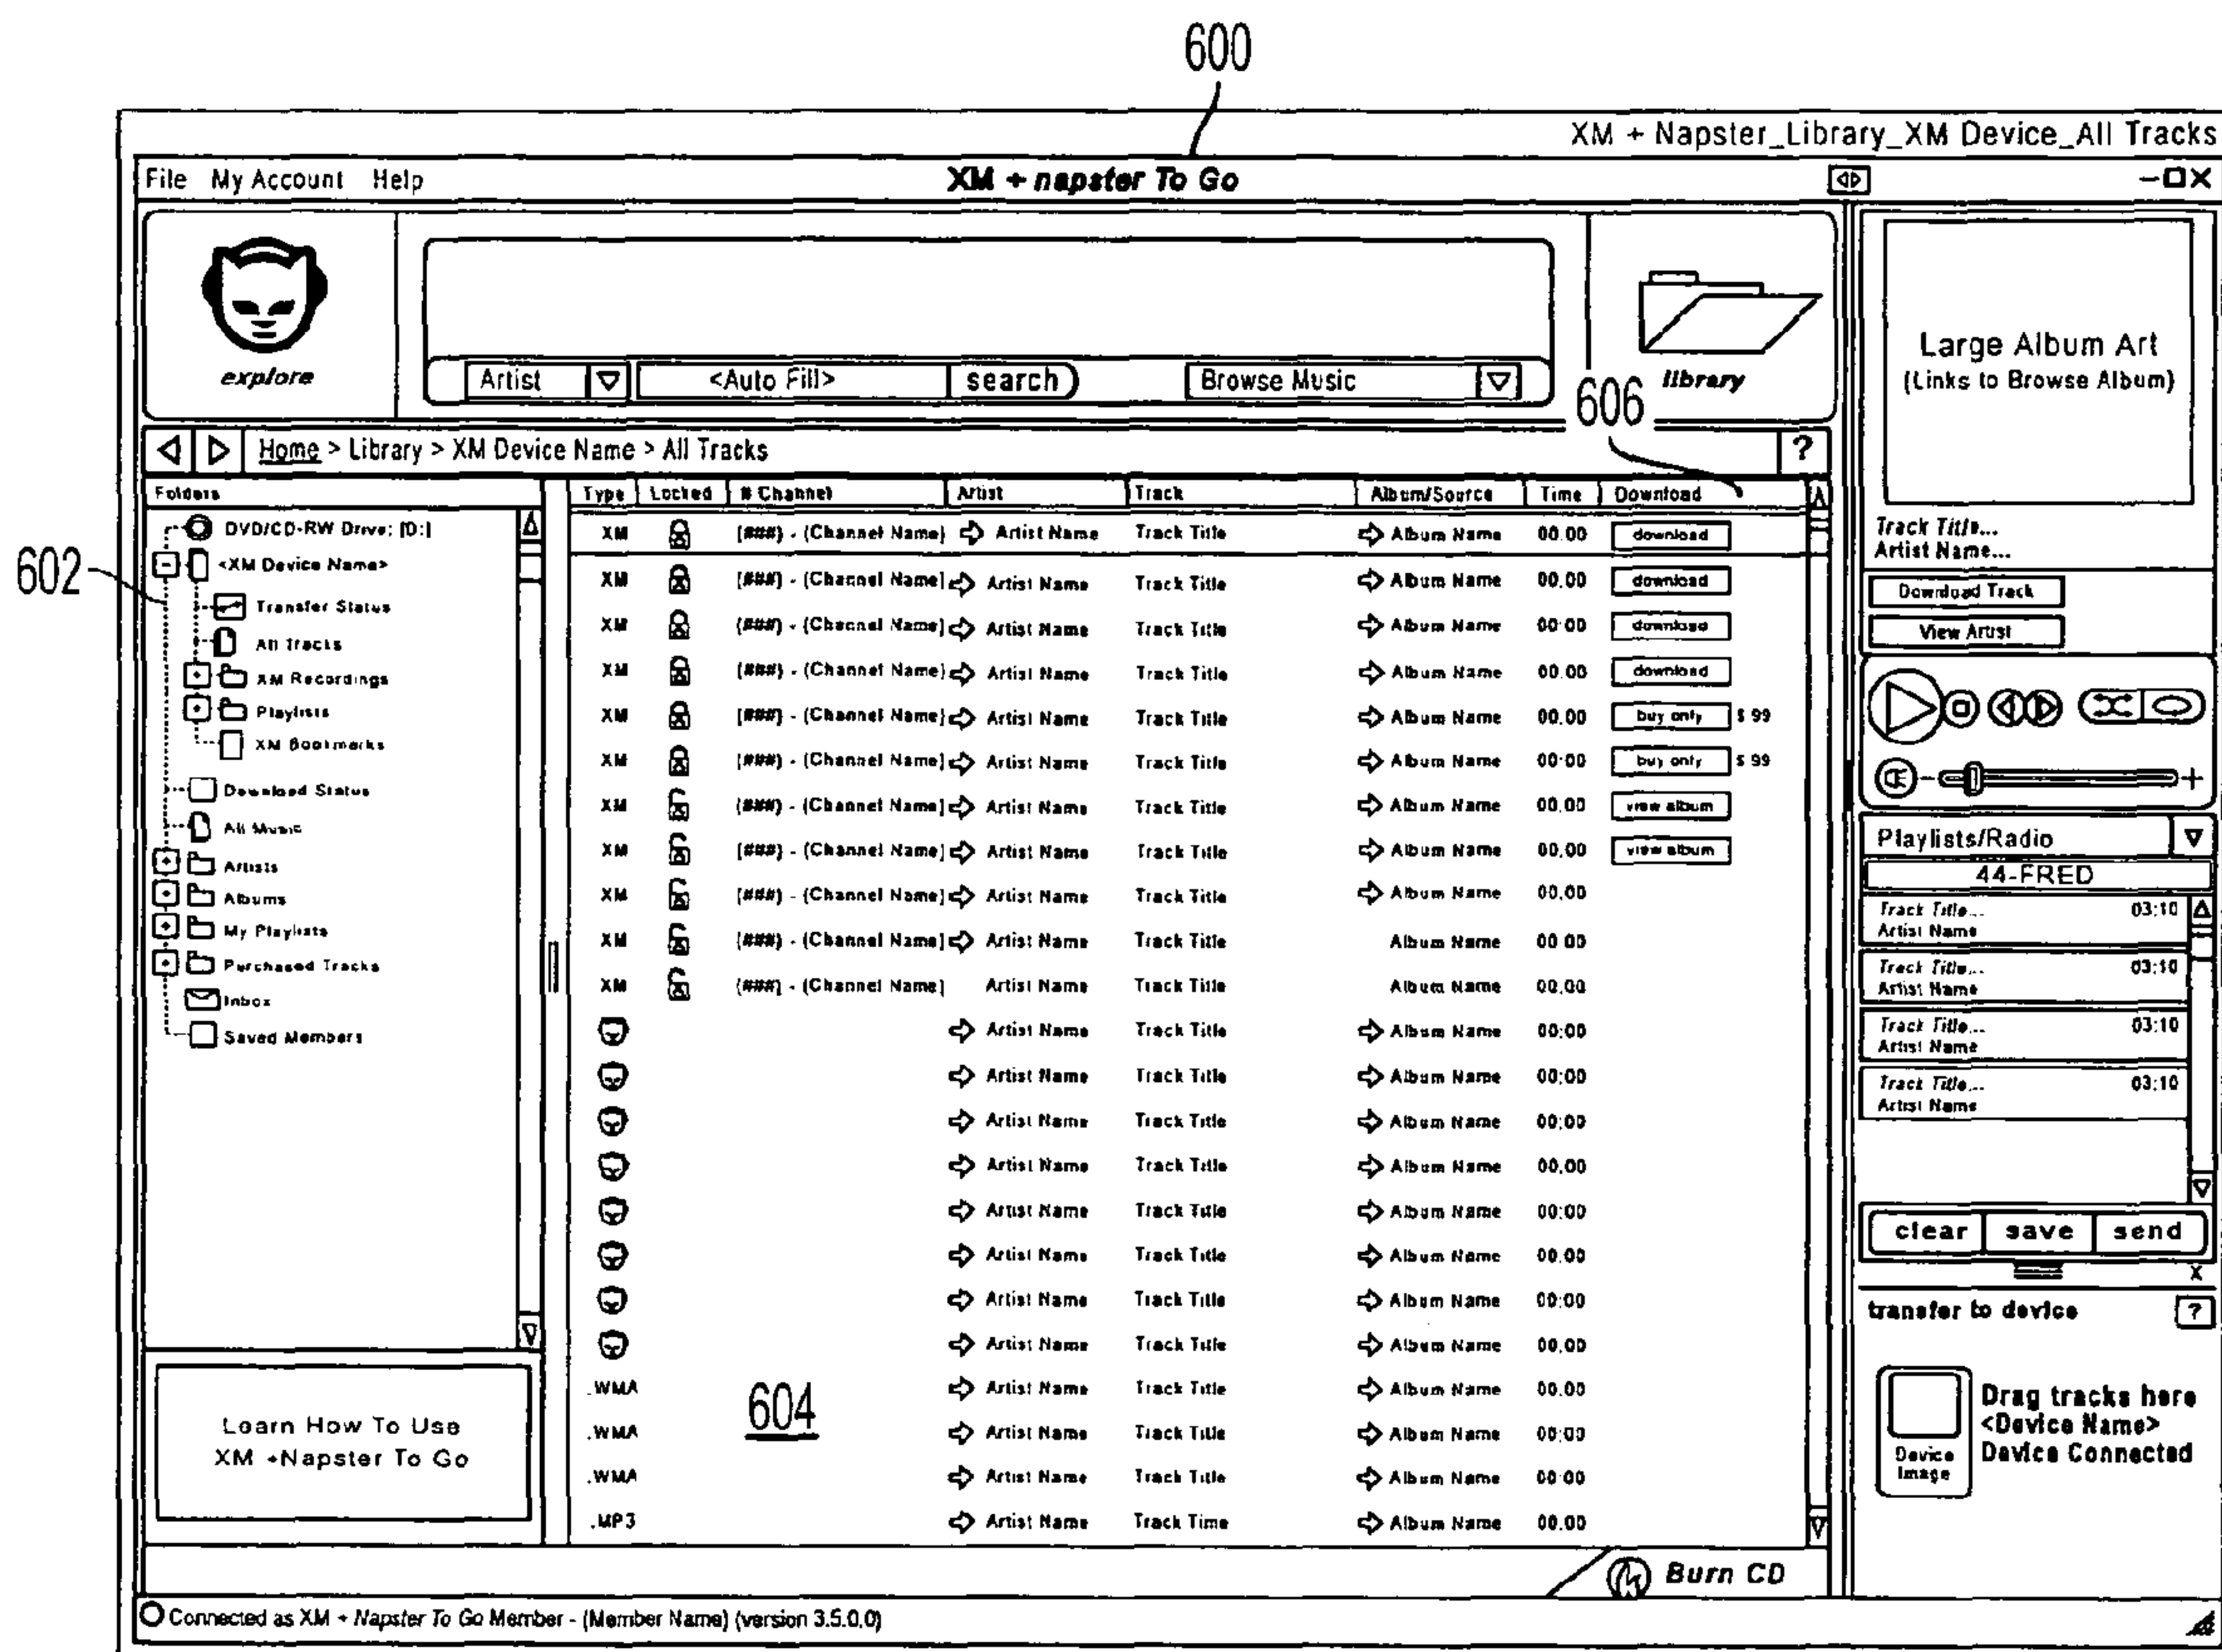 600
XM + Napster_Library_XM Device_All Tracks
File My Account Help XM + napster To Go
explore
Artist <Auto Fill> search Browse Music
library
606
Home > Library > XM Device Name > All Tracks ?
602
Folders
DVD/CD-RW Drive: [D:]
<XM Device Name>
Transfer Status
All Tracks
XM Recordings
Playlists
XM Bookmarks
Download Status
All Music
Artists
Albums
My Playlists
Purchased Tracks
Inbox
Saved Members
Learn How To Use
XM +Napster To Go
Type Locked # Channel Artist Track Album/Source Time Download
XM (###) - (Channel Name) Artist Name Track Title Album Name 00.00 download
XM (###) - (Channel Name) Artist Name Track Title Album Name 00.00 download
XM (###) - (Channel Name) Artist Name Track Title Album Name 00:00 download
XM (###) - (Channel Name) Artist Name Track Title Album Name 00.00 download
XM (###) - (Channel Name) Artist Name Track Title Album Name 00.00 buy only $ 99
XM (###) - (Channel Name) Artist Name Track Title Album Name 00:00 buy only $ 99
XM (###) - (Channel Name) Artist Name Track Title Album Name 00.00 view album
XM (###) - (Channel Name) Artist Name Track Title Album Name 00.00 view album
XM (###) - (Channel Name) Artist Name Track Title Album Name 00.00
XM (###) - (Channel Name) Artist Name Track Title Album Name 00 00
XM (###) - (Channel Name) Artist Name Track Title Album Name 00.00
Artist Name Track Title Album Name 00:00
Artist Name Track Title Album Name 00:00
Artist Name Track Title Album Name 00:00
Artist Name Track Title Album Name 00.00
Artist Name Track Title Album Name 00:00
Artist Name Track Title Album Name 00.00
Artist Name Track Title Album Name 00:00
Artist Name Track Title Album Name 00.00
.WMA Artist Name Track Title Album Name 00.00
.WMA Artist Name Track Title Album Name 00:00
.WMA Artist Name Track Title Album Name 00:00
.MP3 Artist Name Track Time Album Name 00.00
604
Burn CD
Large Album Art
(Links to Browse Album)
Track Title...
Artist Name...
Download Track
View Artist
Playlists/Radio
44-FRED
Track Title... 03:10
Artist Name
Track Title... 03:10
Artist Name
Track Title... 03:10
Artist Name
Track Title... 03:10
Artist Name
clear save send
x
transfer to device ?
Device
Image
Drag tracks here
<Device Name>
Device Connected
Connected as XM + Napster To Go Member - (Member Name) (version 3.5.0.0)